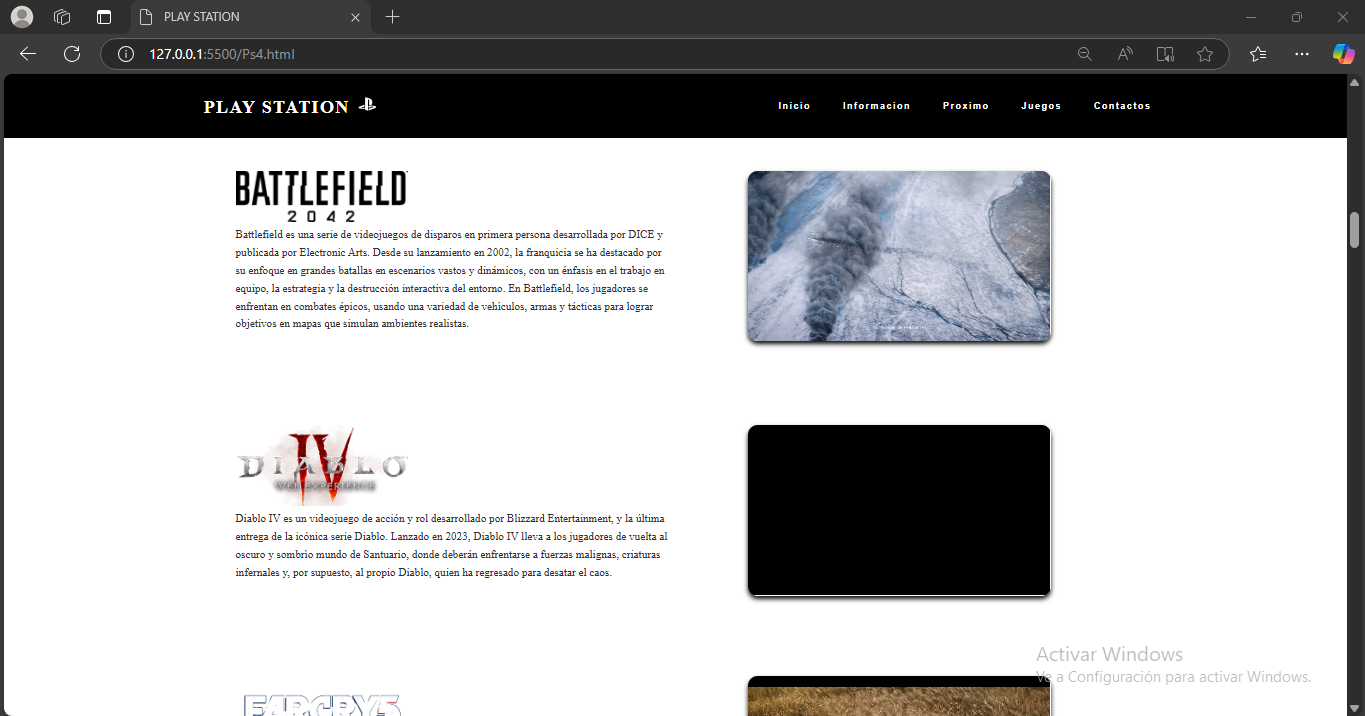 PLAY STATION
127.0.0.1:5500/Ps4.html
PLAY STATION
Inicio Informacion Proximo Juegos Contactos
BATTLEFIELD
2042
Battlefield es una serie de videojuegos de disparos en primera persona desarrollada por DICE y
publicada por Electronic Arts. Desde su lanzamiento en 2002, la franquicia se ha destacado por
su enfoque en grandes batallas en escenarios vastos y dinámicos, con un énfasis en el trabajo en
equipo, la estrategia y la destrucción interactiva del entorno. En Battlefield, los jugadores se
enfrentan en combates épicos, usando una variedad de vehículos, armas y tácticas para lograr
objetivos en mapas que simulan ambientes realistas.
DIABLO
IV
WEB EXPERIENCE
Diablo IV es un videojuego de acción y rol desarrollado por Blizzard Entertainment, y la última
entrega de la icónica serie Diablo. Lanzado en 2023, Diablo IV lleva a los jugadores de vuelta al
oscuro y sombrío mundo de Santuario, donde deberán enfrentarse a fuerzas malignas, criaturas
infernales y, por supuesto, al propio Diablo, quien ha regresado para desatar el caos.
FARCRY5
Activar Windows
Ve a Configuración para activar Windows.